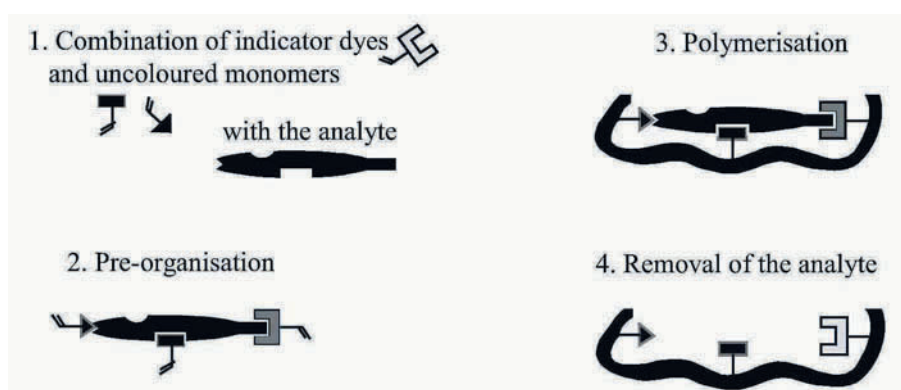 1. Combination of indicator dyes
and uncoloured monomers
with the analyte
2. Pre-organisation
3. Polymerisation
4. Removal of the analyte